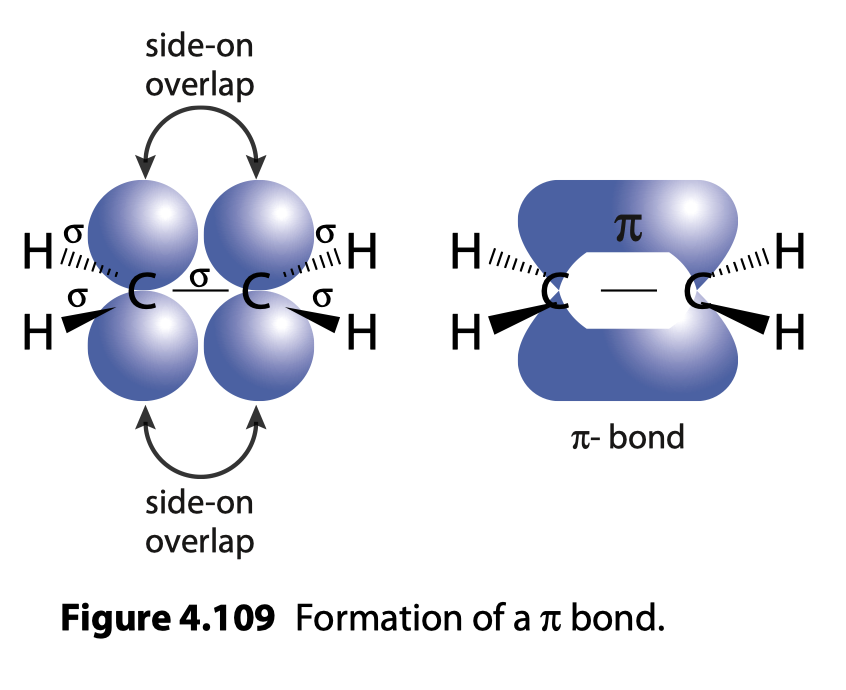 side-on
overlap
H σ σ H
C σ C
H σ σ H
side-on
overlap
π
H H
C C
H H
π- bond
Figure 4.109 Formation of a π bond.